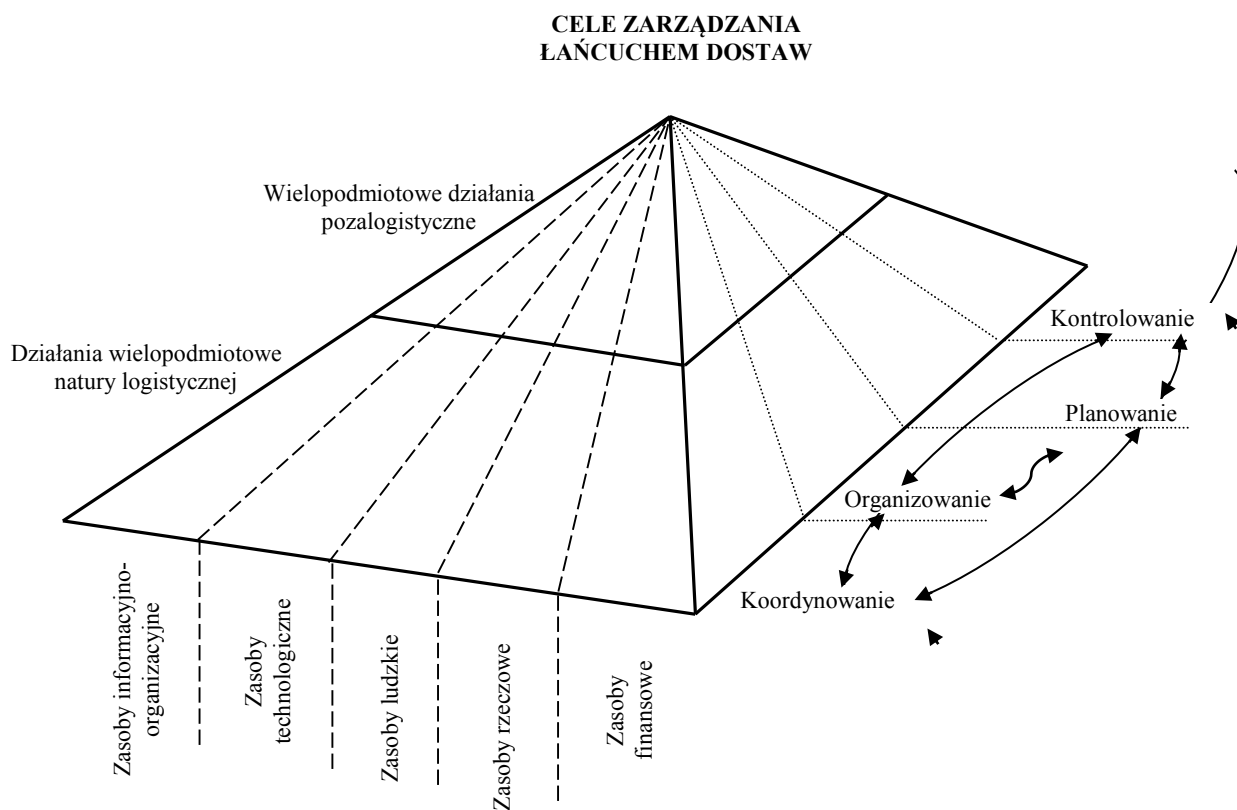 CELE ZARZĄDZANIA
ŁAŃCUCHEM DOSTAW
Wielopodmiotowe działania
pozalogistyczne
Działania wielopodmiotowe
natury logistycznej
Kontrolowanie
Planowanie
Organizowanie
Koordynowanie
Zasoby informacyjno-
organizacyjne
Zasoby
technologiczne
Zasoby ludzkie
Zasoby rzeczowe
Zasoby
finansowe